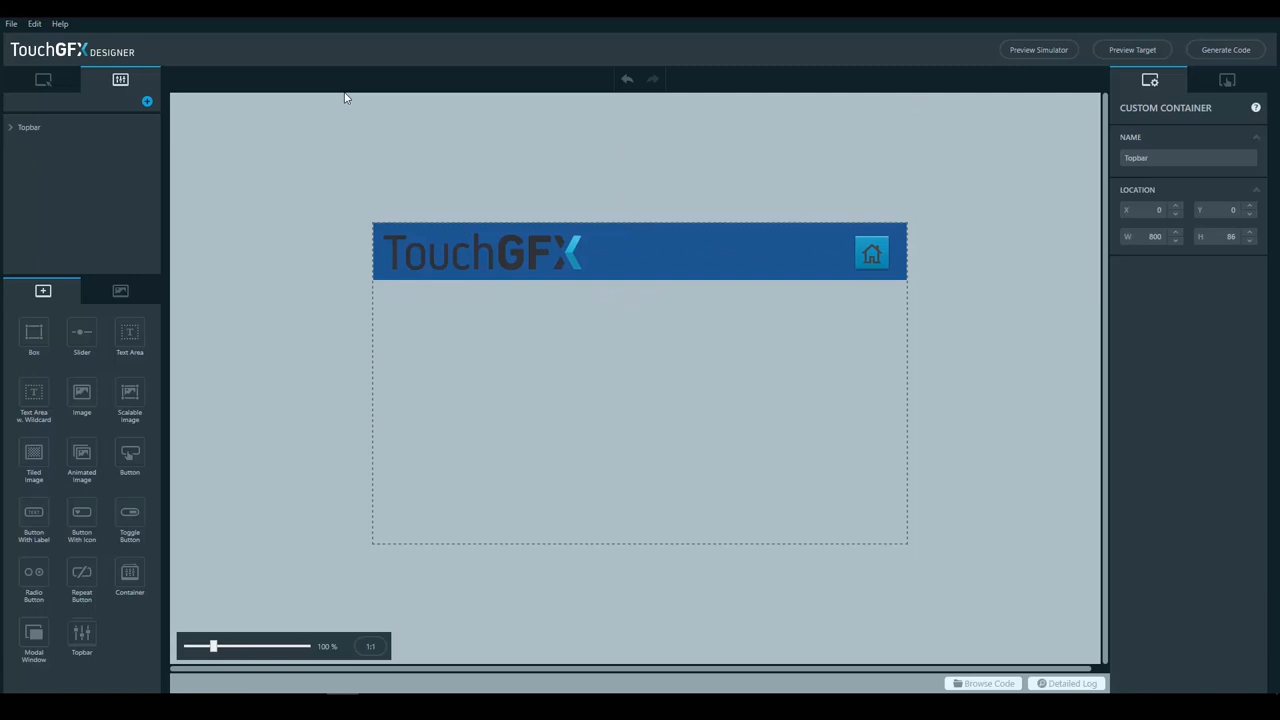 File Edit Help
TouchGFX DESIGNER
Preview Simulator Preview Target Generate Code
Topbar
CUSTOM CONTAINER ?
NAME
Topbar
LOCATION
X 0 Y 0
W 800 H 86
TouchGFX
Box Slider Text Area
Text Area w. Wildcard Image Scalable Image
Tiled Image Animated Image Button
Button With Label Button With Icon Toggle Button
Radio Button Repeat Button Container
Modal Window Topbar
100 % 1:1
Browse Code Detailed Log